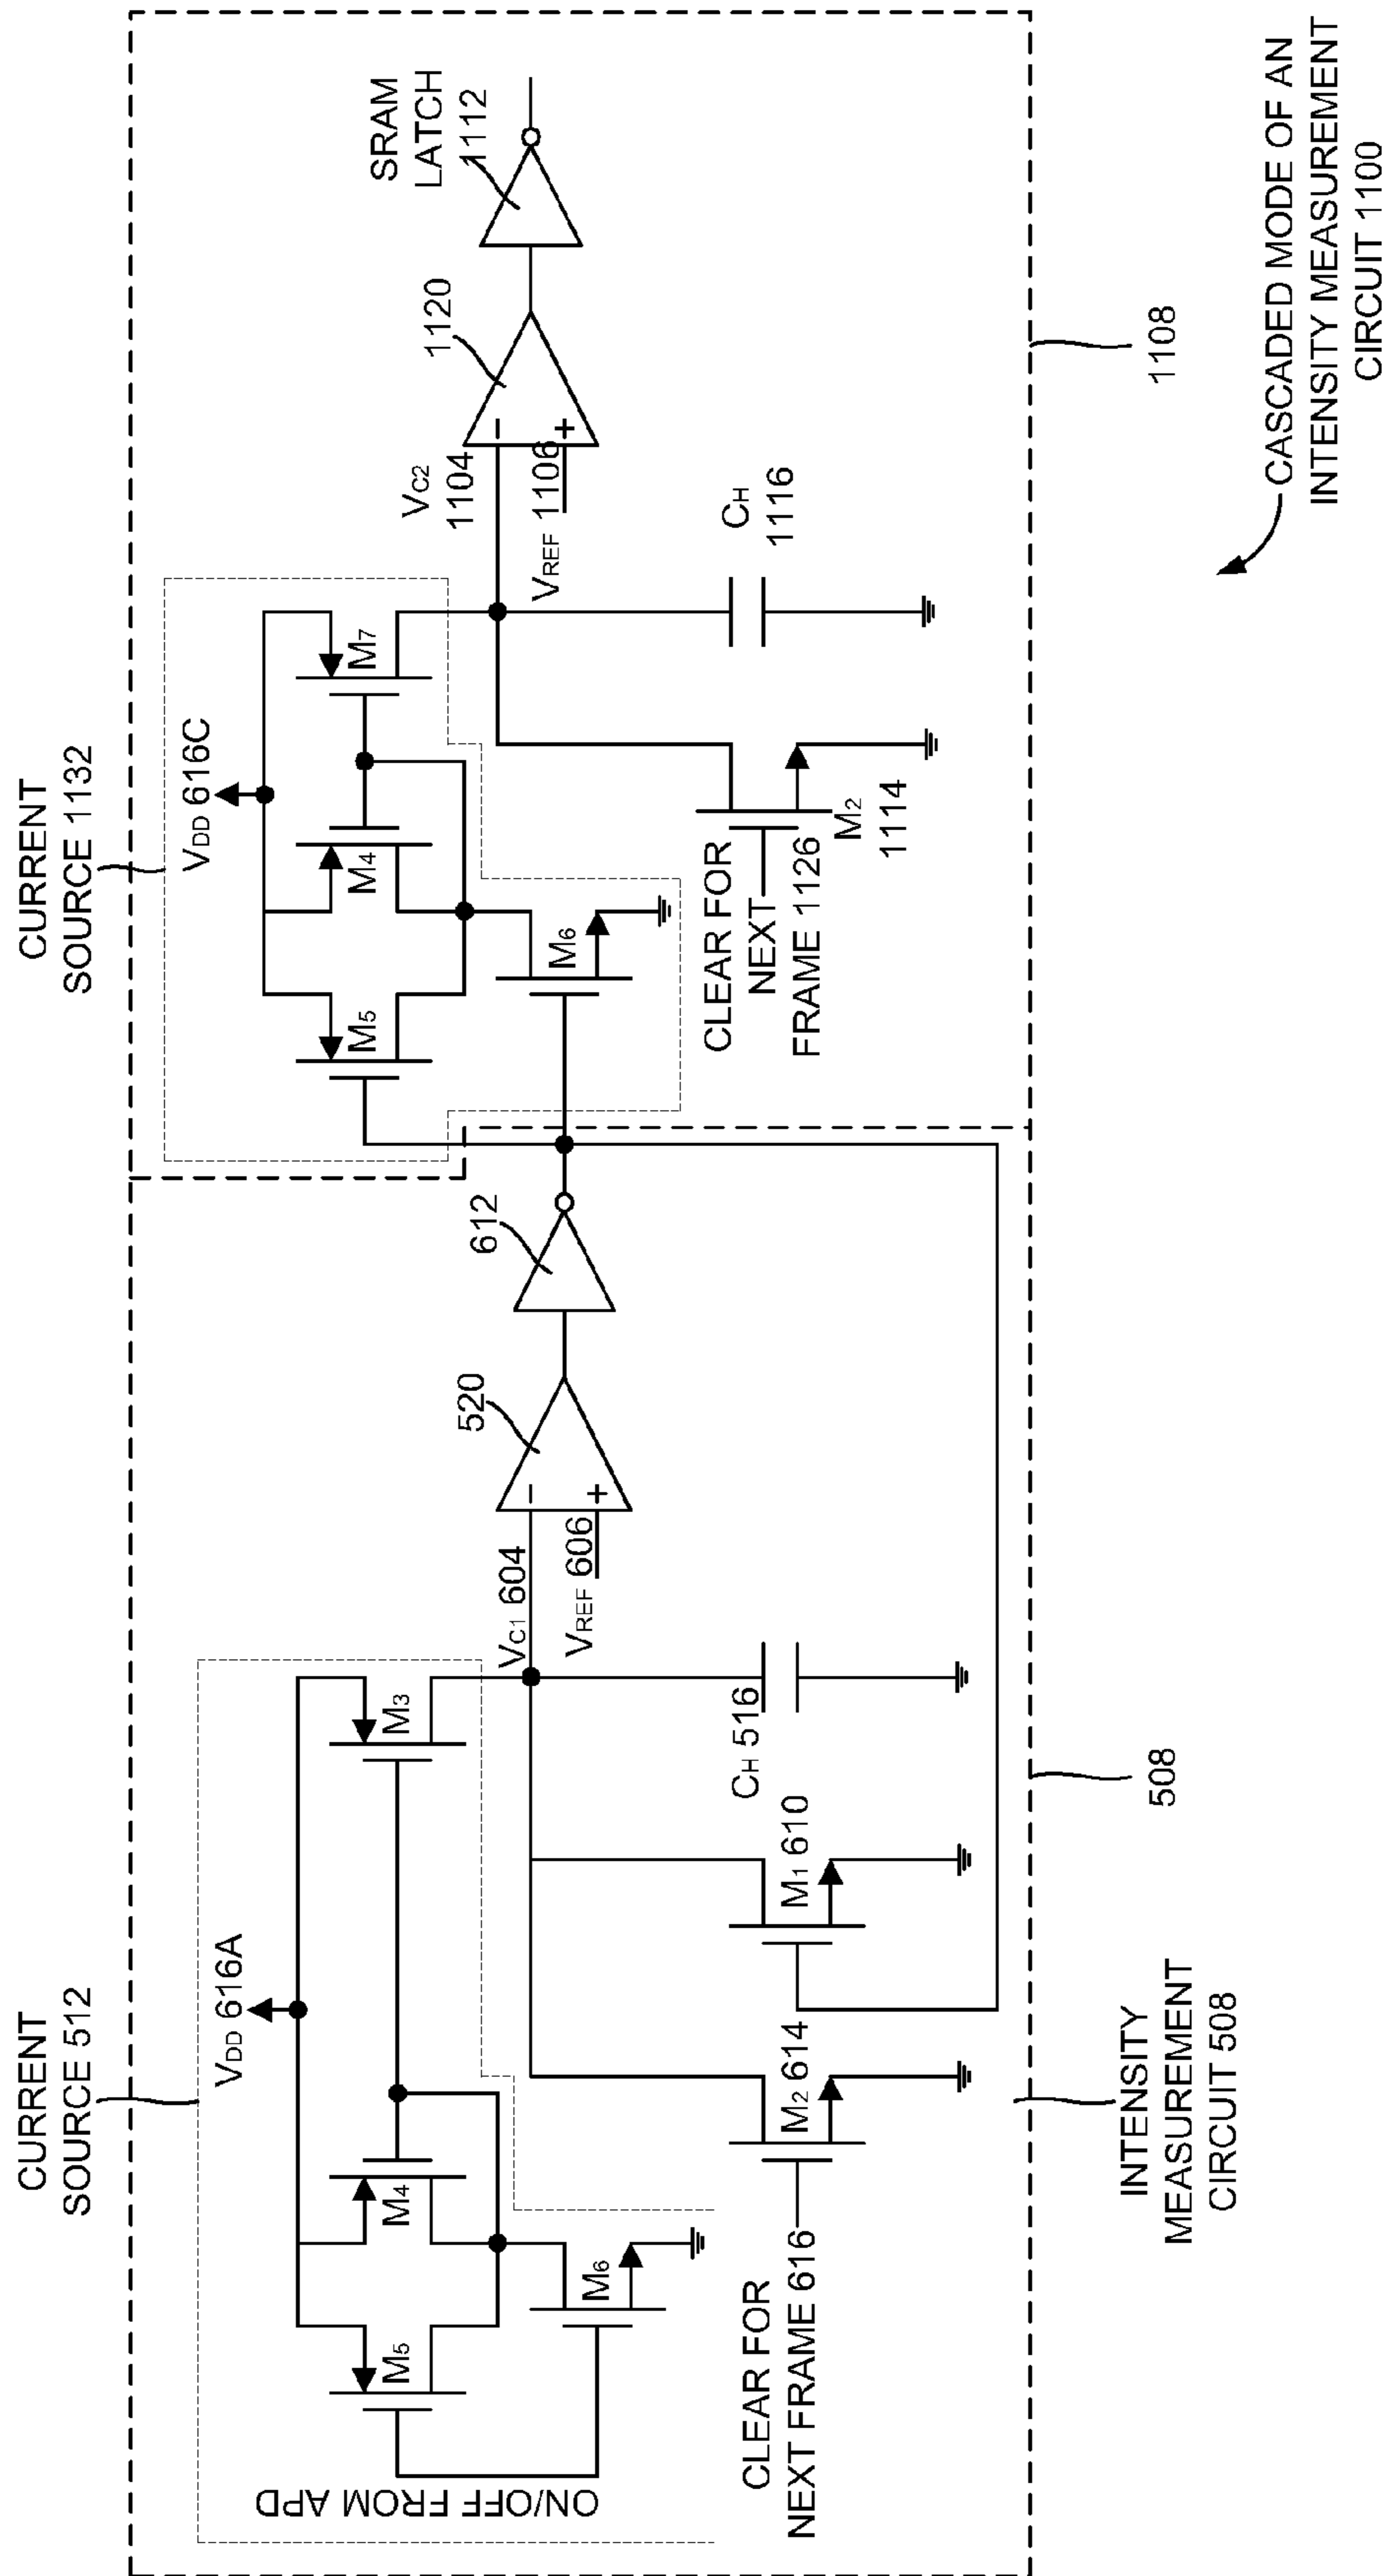 CURRENT
SOURCE 512
VDD 616A
M5
M4
M3
M6
ON/OFF FROM APD
CLEAR FOR
NEXT FRAME 616
M2 614
M1 610
CH 516
VC1 604
VREF 606
−
+
520
612
INTENSITY
MEASUREMENT
CIRCUIT 508
508
CURRENT
SOURCE 1132
VDD 616C
M5
M4
M7
M6
CLEAR FOR
NEXT
FRAME 1126
M2
1114
CH
1116
VC2
1104
VREF 1106
−
+
1120
SRAM
LATCH
1112
1108
CASCADED MODE OF AN
INTENSITY MEASUREMENT
CIRCUIT 1100